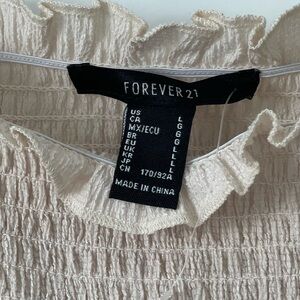 FOREVER 21
US L
CA G
MX/ECU G
BR G
EU L
UK L
KR L
JP L
CN 170/92A
MADE IN CHINA